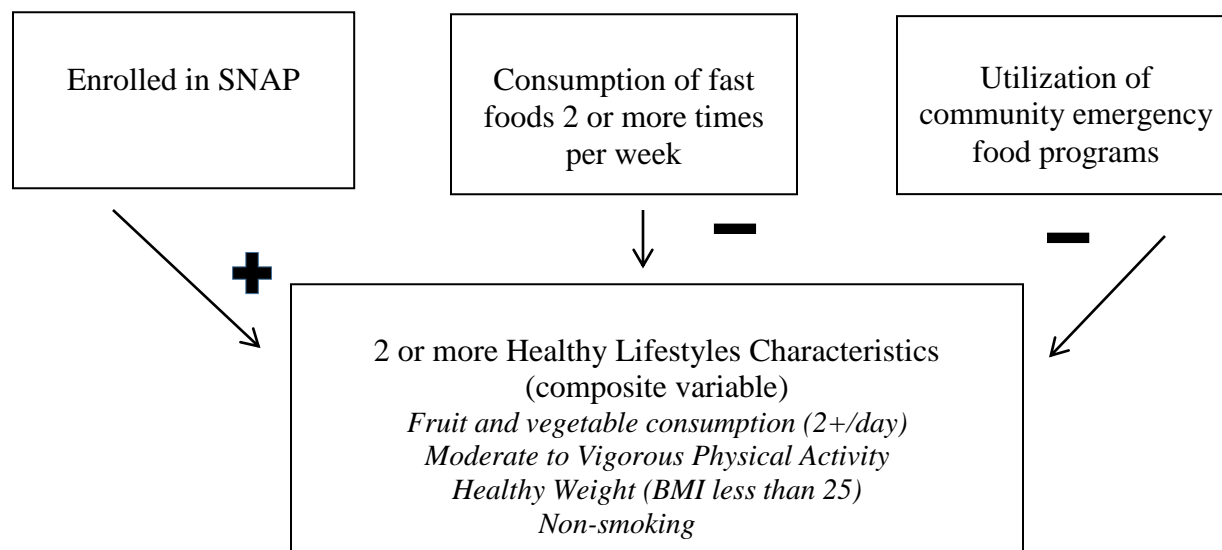 Enrolled in SNAP
Consumption of fast
foods 2 or more times
per week
Utilization of
community emergency
food programs
2 or more Healthy Lifestyles Characteristics
(composite variable)
Fruit and vegetable consumption (2+/day)
Moderate to Vigorous Physical Activity
Healthy Weight (BMI less than 25)
Non-smoking